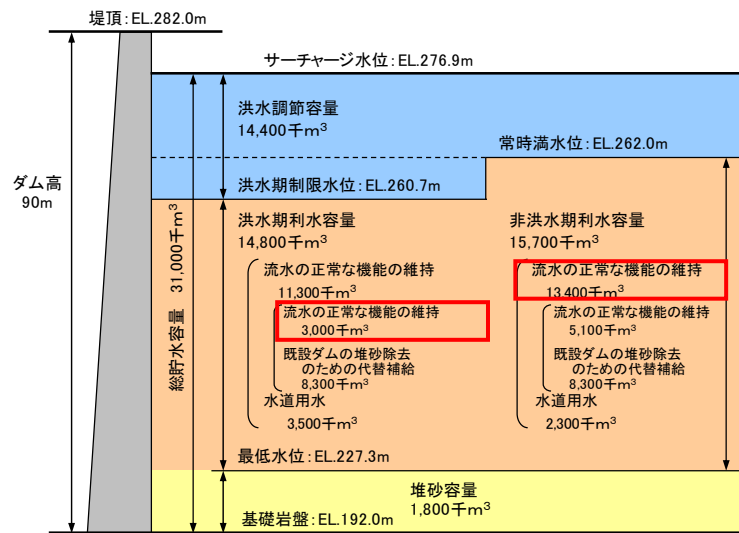 堤頂:EL.282.0m
サーチャージ水位:EL.276.9m
洪水調節容量
14,400千m³
常時満水位:EL.262.0m
ダム高
90m
洪水期制限水位:EL.260.7m
総貯水容量 31,000千m³
洪水期利水容量
14,800千m³
流水の正常な機能の維持
11,300千m³
流水の正常な機能の維持
3,000千m³
既設ダムの堆砂除去
のための代替補給
8,300千m³
水道用水
3,500千m³
非洪水期利水容量
15,700千m³
流水の正常な機能の維持
13,400千m³
流水の正常な機能の維持
5,100千m³
既設ダムの堆砂除去
のための代替補給
8,300千m³
水道用水
2,300千m³
最低水位:EL.227.3m
堆砂容量
1,800千m³
基礎岩盤:EL.192.0m